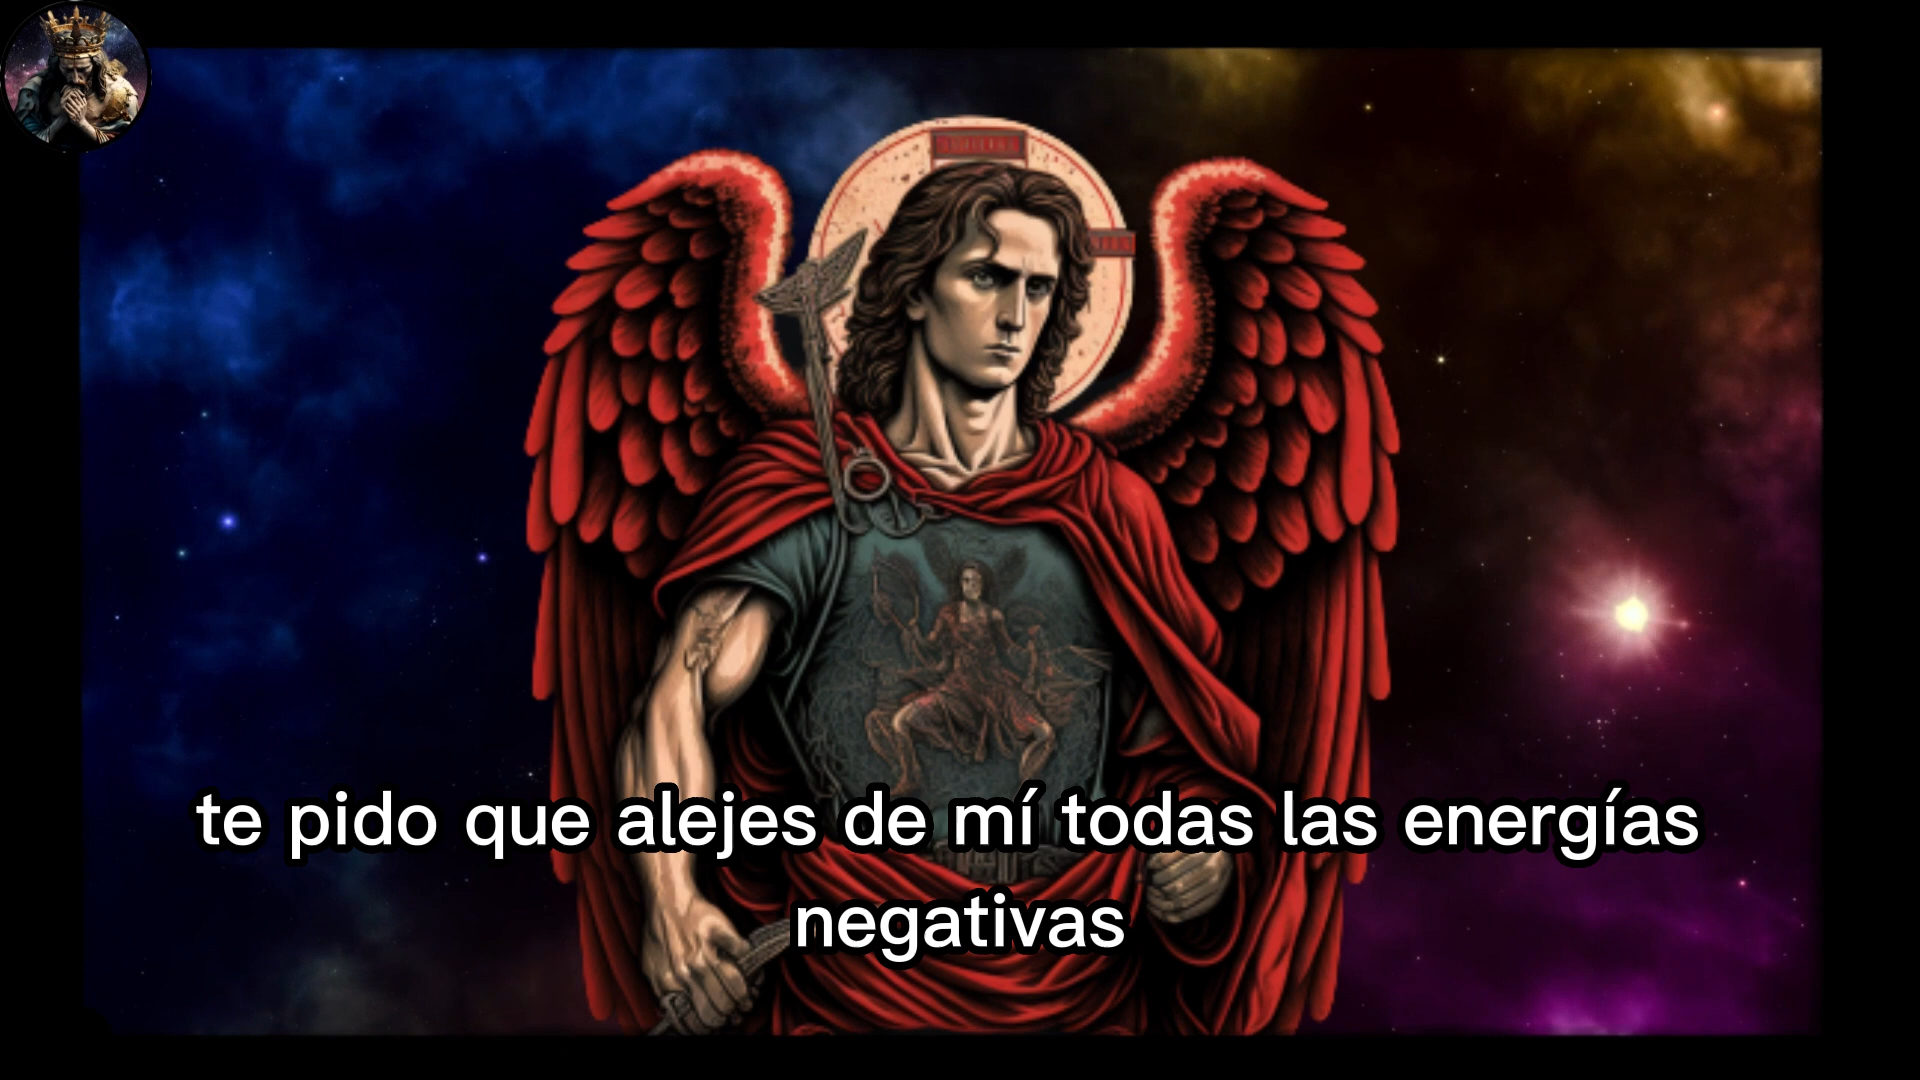 te pido que alejes de mí todas las energías
negativas